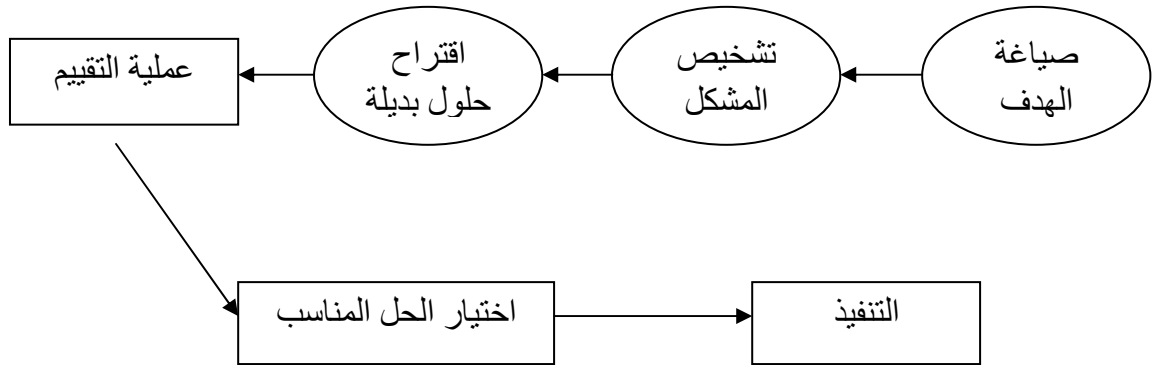 صياغة
الهدف
تشخيص
المشكل
اقتراح
حلول بديلة
عملية التقييم
اختيار الحل المناسب
التنفيذ